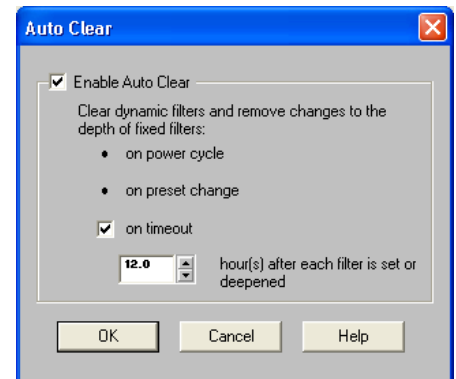 Auto Clear
Enable Auto Clear
Clear dynamic filters and remove changes to the
depth of fixed filters:
• on power cycle
• on preset change
on timeout
12.0 hour(s) after each filter is set or
deepened
OK Cancel Help